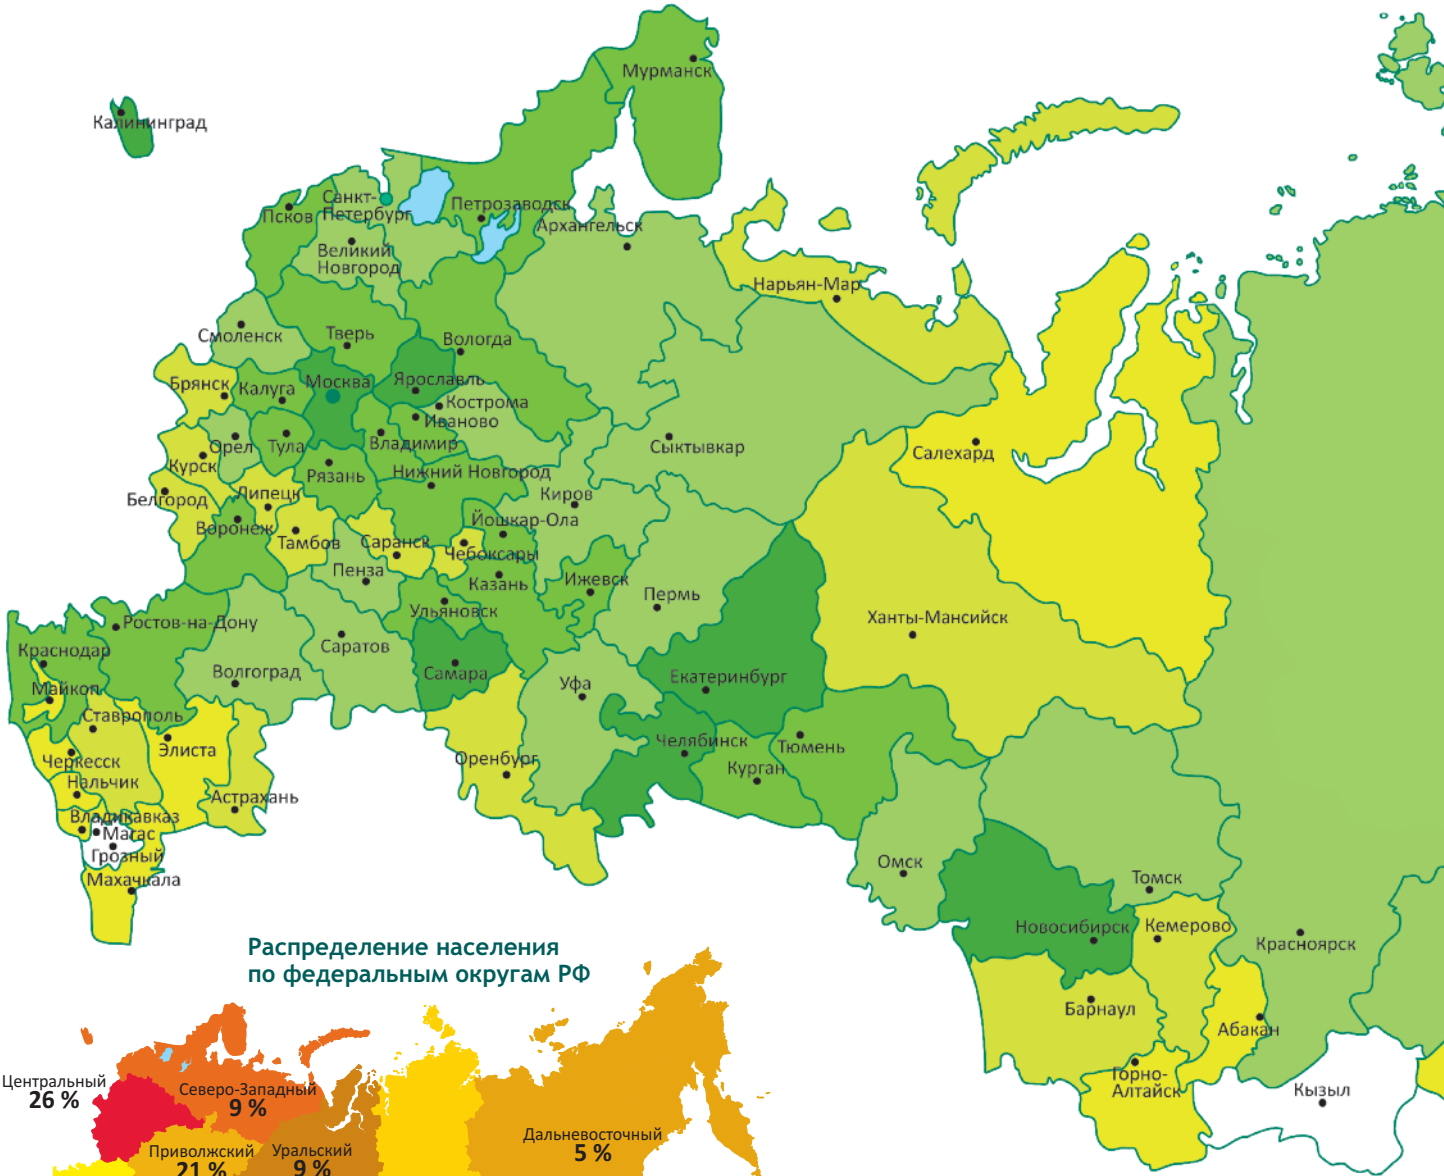 Мурманск
Калининград
Санкт-
Петербург
Псков
Петрозаводск
Архангельск
Великий
Новгород
Нарьян-Мар
Смоленск
Тверь
Вологда
Брянск
Калуга
Москва
Ярославль
Кострома
Иваново
Владимир
Орел
Тула
Сыктывкар
Салехард
Курск
Рязань
Нижний Новгород
Белгород
Липецк
Киров
Воронеж
Йошкар-Ола
Тамбов
Саранск
Чебоксары
Пенза
Казань
Ижевск
Пермь
Ульяновск
Ханты-Мансийск
Ростов-на-Дону
Краснодар
Саратов
Волгоград
Самара
Екатеринбург
Уфа
Майкоп
Ставрополь
Элиста
Челябинск
Тюмень
Черкесск
Оренбург
Курган
Нальчик
Астрахань
Владикавказ
Магас
Грозный
Махачкала
Омск
Томск
Новосибирск
Кемерово
Красноярск
Барнаул
Абакан
Горно-
Алтайск
Кызыл
Распределение населения
по федеральным округам РФ
Центральный
26 %
Северо-Западный
9 %
Приволжский
21 %
Уральский
9 %
Дальневосточный
5 %